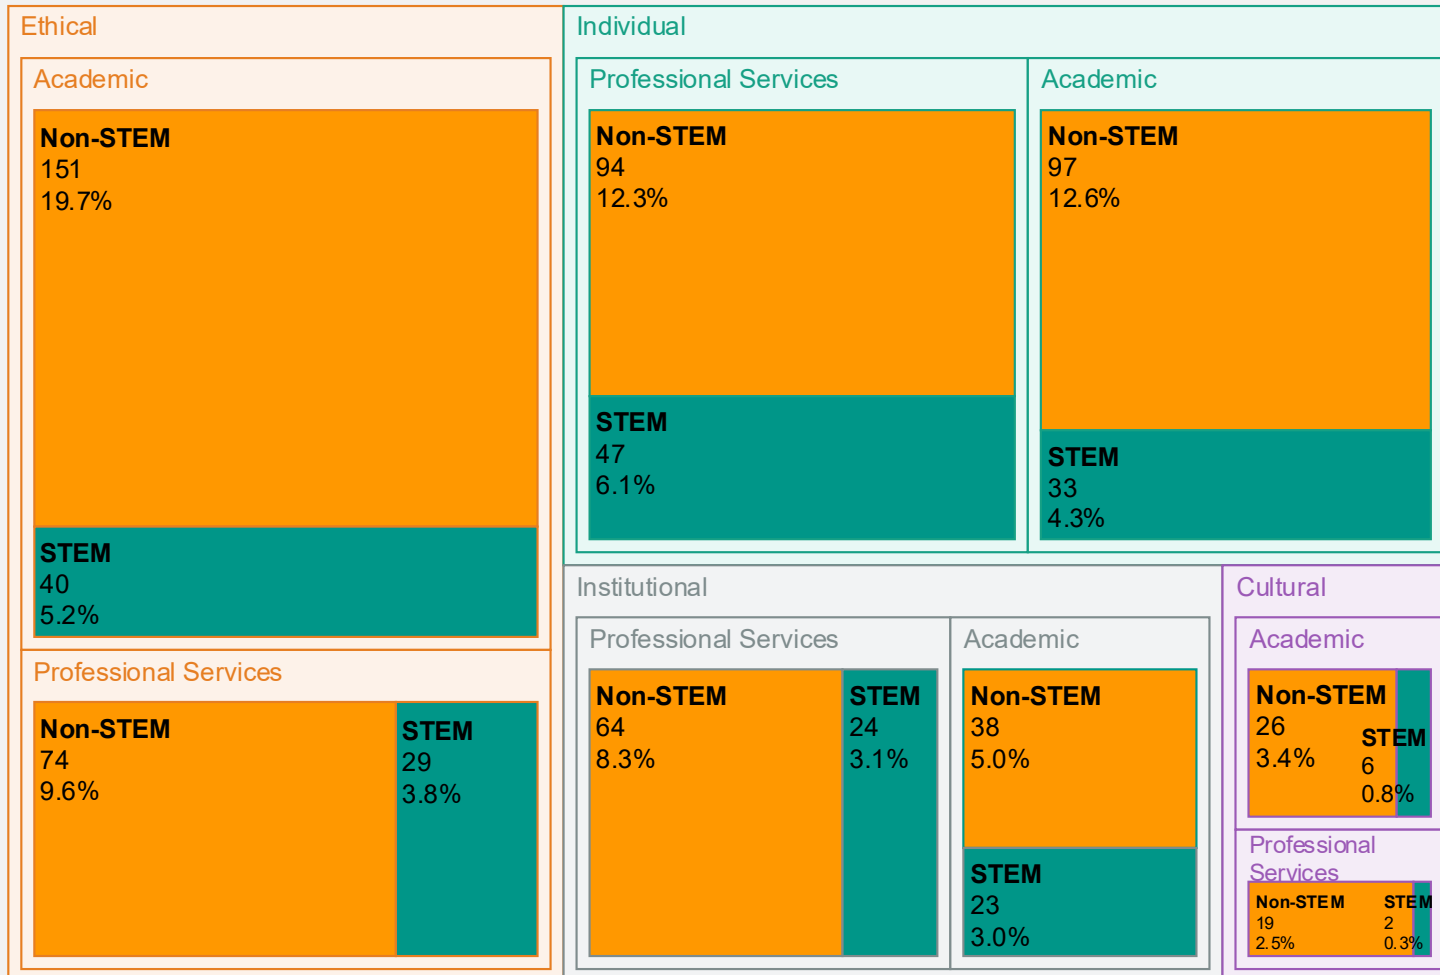 Ethical
Academic
Non-STEM
151
19.7%
STEM
40
5.2%
Professional Services
Non-STEM
74
9.6%
STEM
29
3.8%
Individual
Professional Services
Non-STEM
94
12.3%
STEM
47
6.1%
Academic
Non-STEM
97
12.6%
STEM
33
4.3%
Institutional
Professional Services
Non-STEM
64
8.3%
STEM
24
3.1%
Academic
Non-STEM
38
5.0%
STEM
23
3.0%
Cultural
Academic
Non-STEM
26
3.4%
STEM
6
0.8%
Professional
Services
Non-STEM
19
2.5%
STEM
2
0.3%